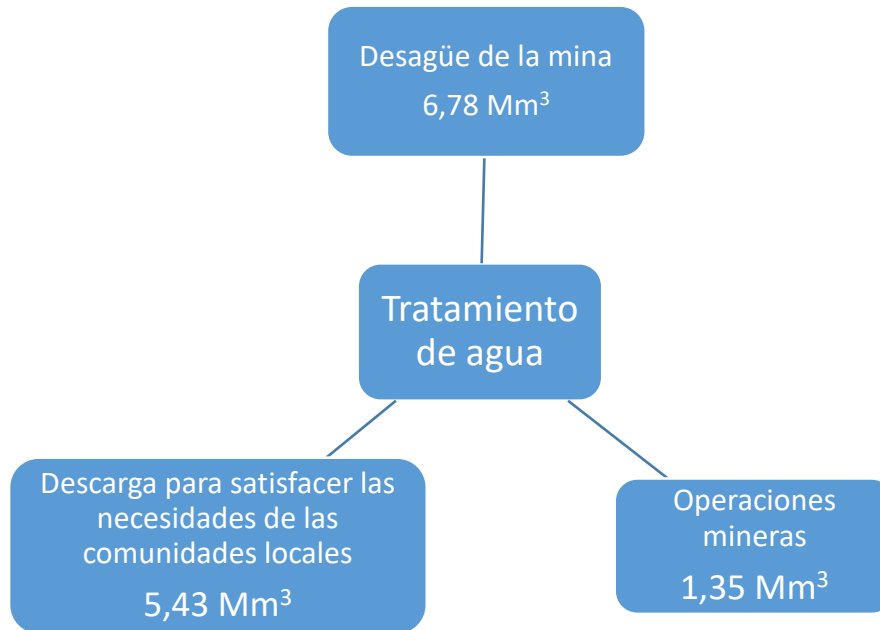 Desagüe de la mina
6,78 Mm³
Tratamiento
de agua
Descarga para satisfacer las
necesidades de las
comunidades locales
5,43 Mm³
Operaciones
mineras
1,35 Mm³